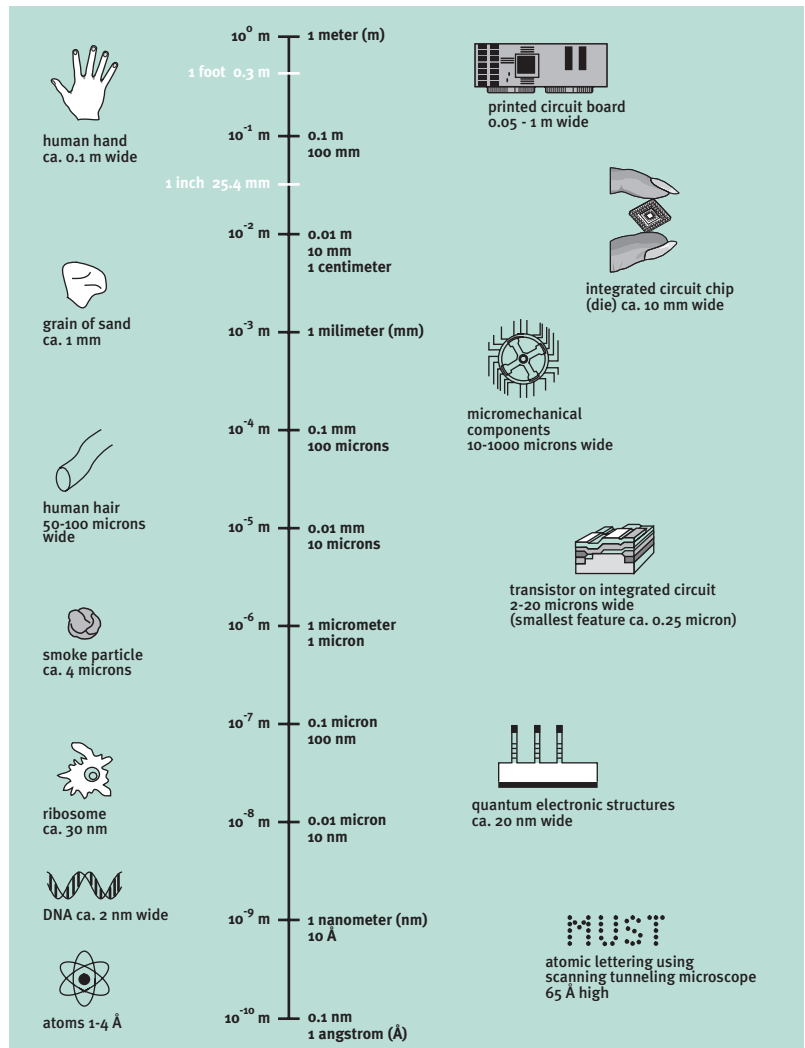 10⁰ m
1 meter (m)
1 foot 0.3 m
printed circuit board
0.05 - 1 m wide
human hand
ca. 0.1 m wide
10⁻¹ m
0.1 m
100 mm
1 inch 25.4 mm
10⁻² m
0.01 m
10 mm
1 centimeter
integrated circuit chip
(die) ca. 10 mm wide
grain of sand
ca. 1 mm
10⁻³ m
1 milimeter (mm)
micromechanical
components
10-1000 microns wide
10⁻⁴ m
0.1 mm
100 microns
human hair
50-100 microns
wide
10⁻⁵ m
0.01 mm
10 microns
transistor on integrated circuit
2-20 microns wide
(smallest feature ca. 0.25 micron)
10⁻⁶ m
1 micrometer
1 micron
smoke particle
ca. 4 microns
10⁻⁷ m
0.1 micron
100 nm
quantum electronic structures
ca. 20 nm wide
ribosome
ca. 30 nm
10⁻⁸ m
0.01 micron
10 nm
DNA ca. 2 nm wide
10⁻⁹ m
1 nanometer (nm)
10 Å
MUST
atomic lettering using
scanning tunneling microscope
65 Å high
atoms 1-4 Å
10⁻¹⁰ m
0.1 nm
1 angstrom (Å)